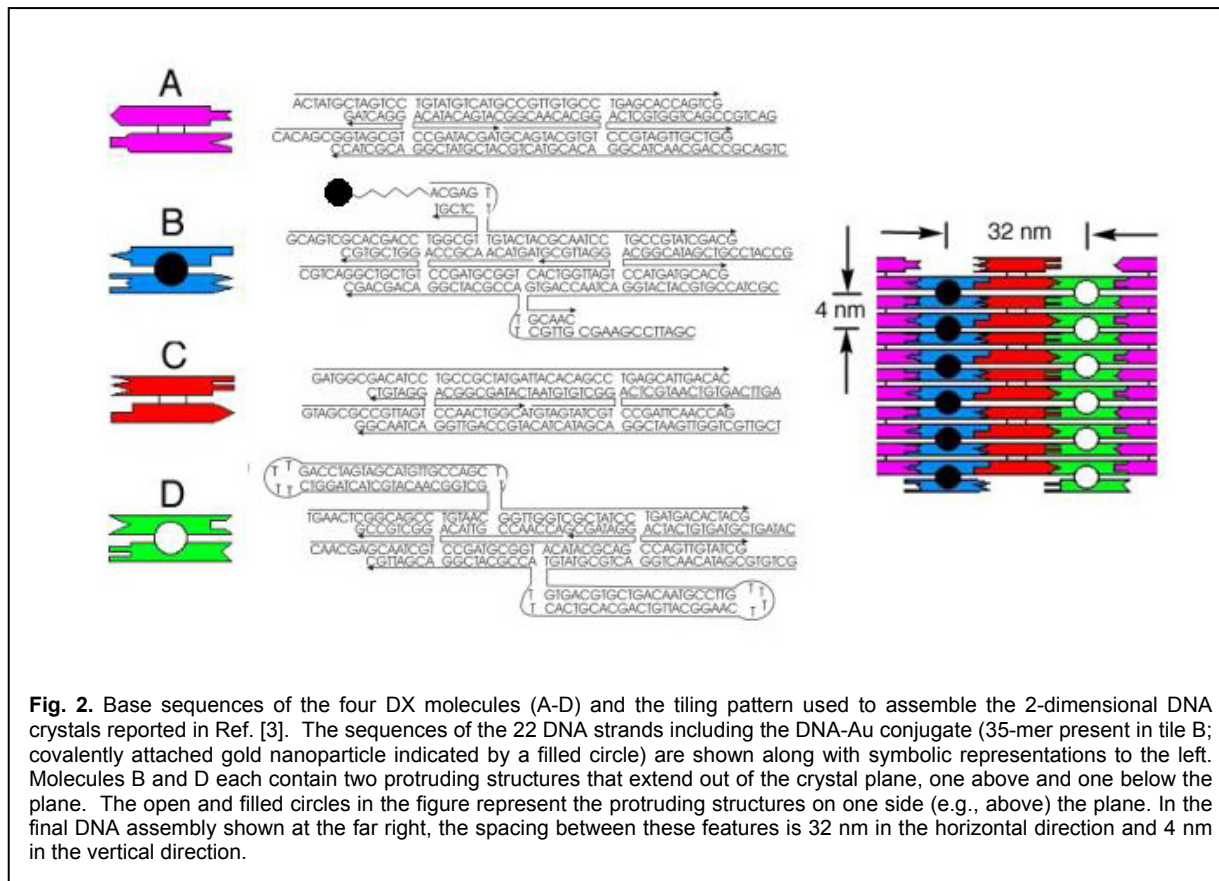 A
ACTATGCTAGTCC TGTATGTCATGCCGTTGTGCC TGAGCACCAGTCG
GATCAGG ACATACAGTACGGCAACACGG ACTCGTGGTCAGCCGTCAG
CACAGCGGTAGCGT CCGATACGATGCAGTACGTGT CCCGTAGTTGCTGG
CCATCGCA GGCTATGCTACGTCATGCACA GGCATCAACGACCGCAGTC
B
ACGAG T
TGCTC T
GCAGTCGCACGACC TGGCGT TGTACTACGCAATCC TGCCGTATCGACG
CGTGCTGG ACCGCA ACATGATGCGTTAGG ACGGCATAGCTGCCTACCG
CGTCAGGCTGCTGT CCGATGCGGT CACTGGTTAGT CCATGATGCACG
CGACGACA GGCTACGCCA GTGACCAATCA GGTACTACGTGCCATCGC
T GCAAC
T CGTTG CGAAGCCTTAGC
C
GATGGCGACATCC TGCCGCTATGATTACACAGCC TGAGCATTGACAC
CTGTAGG ACGGCGATACTAATGTGTCGG ACTCGTAACTGTGACTTGA
GTAGCGCCGTTAGT CCAACTGGCATGTAGTATCGT CCGATTCAACCAG
GGCAATCA GGTTGACCGTACATCATAGCA GGCTAAGTTGGTCGTTGCT
D
T T GACCTAGTAGCATGTTGCCAGC T
T T CTGGATCATCGTACAACGGTCG T
TGAACTCGGCAGCC TGTAAC GGTTGGTCGCTATCC TGATGACACTACG
GCCGTCGG ACATTG CCAACCAGCGATAGG ACTACTGTGATGCTGATAC
CAACGAGCAATCGT CCGATGCGGT ACATACGCAG CCAGTTGTATCG
CGTTAGCA GGCTACGCCA TGTATGCGTCA GGTCAACATAGCGTGTCG
T GTGACGTGCTGACAATGCCTTG T T
T CACTGCACGACTGTTACGGAAC T T
32 nm
4 nm
Fig. 2. Base sequences of the four DX molecules (A-D) and the tiling pattern used to assemble the 2-dimensional DNA
crystals reported in Ref. [3]. The sequences of the 22 DNA strands including the DNA-Au conjugate (35-mer present in tile B;
covalently attached gold nanoparticle indicated by a filled circle) are shown along with symbolic representations to the left.
Molecules B and D each contain two protruding structures that extend out of the crystal plane, one above and one below the
plane. The open and filled circles in the figure represent the protruding structures on one side (e.g., above) the plane. In the
final DNA assembly shown at the far right, the spacing between these features is 32 nm in the horizontal direction and 4 nm
in the vertical direction.